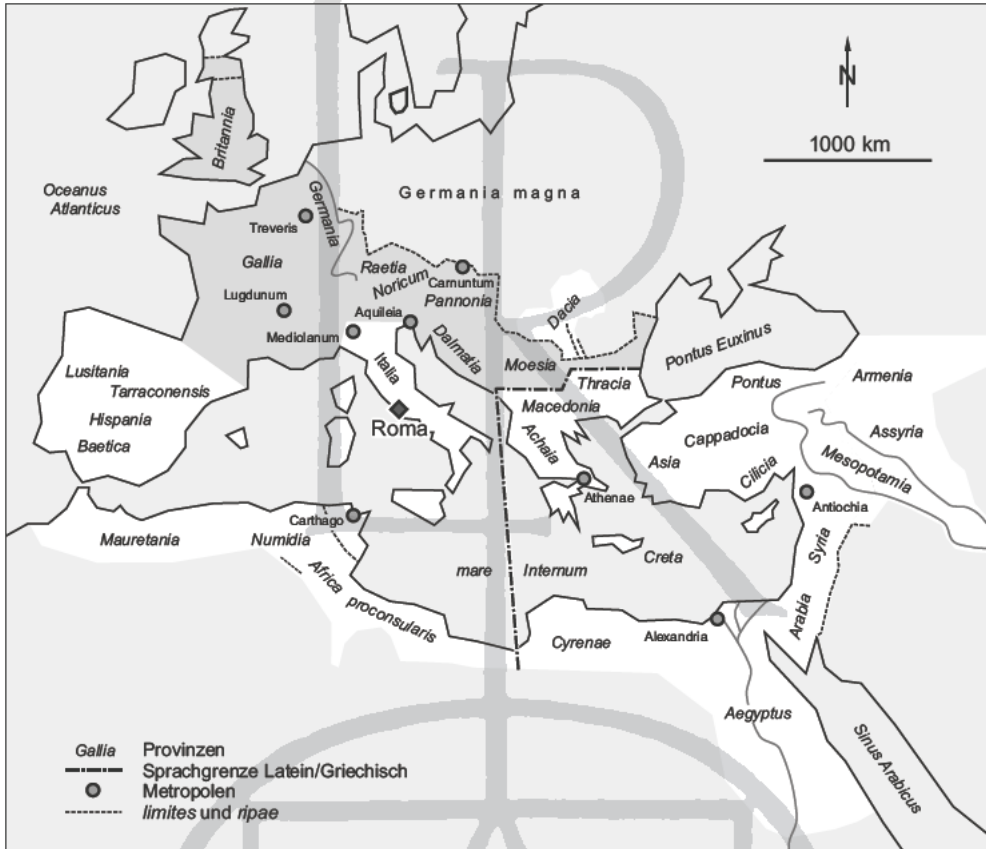 N
1000 km
Britannia
Oceanus
Atlanticus
Germania magna
Germania
Treveris
Gallia
Raetia
Noricum
Carnuntum
Pannonia
Lugdunum
Aquileia
Mediolanum
Dacia
Dalmatia
Italia
Moesia
Pontus Euxinus
Lusitania
Tarraconensis
Hispania
Baetica
Thracia
Macedonia
Pontus
Armenia
Roma
Achaia
Cappadocia
Assyria
Asia
Mesopotamia
Cilicia
Athenae
Antiochia
Carthago
Mauretania
Numidia
Creta
Syria
mare Internum
Africa
proconsularis
Arabia
Cyrenae
Alexandria
Aegyptus
Sinus Arabicus
Gallia Provinzen
Sprachgrenze Latein/Griechisch
Metropolen
limites und ripae